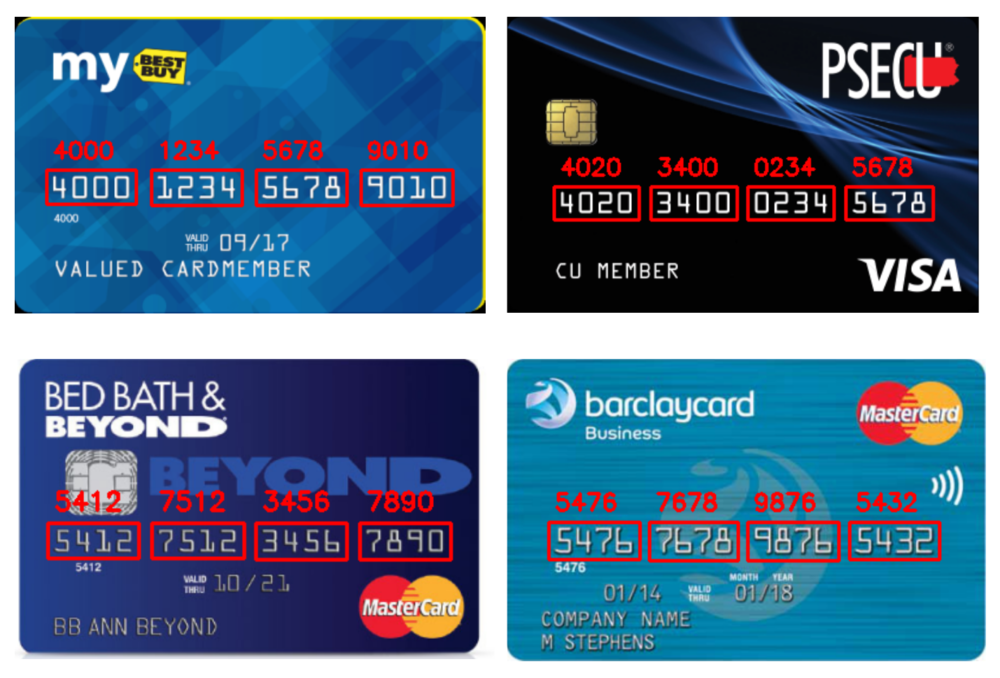 my BEST BUY
4000 1234 5678 9010
4000 1234 5678 9010
4000
VALID THRU 09/17
VALUED CARDMEMBER
PSECU®
4020 3400 0234 5678
4020 3400 0234 5678
CU MEMBER
VISA
BED BATH &
BEYOND
BEYOND
5412 7512 3456 7890
5412 7512 3456 7890
5412
VALID THRU 10/21
MasterCard
BB ANN BEYOND
barclaycard
Business
MasterCard
5476 7678 9876 5432
5476 7678 9876 5432
5476
MONTH YEAR
01/14 VALID THRU 01/18
COMPANY NAME
M STEPHENS